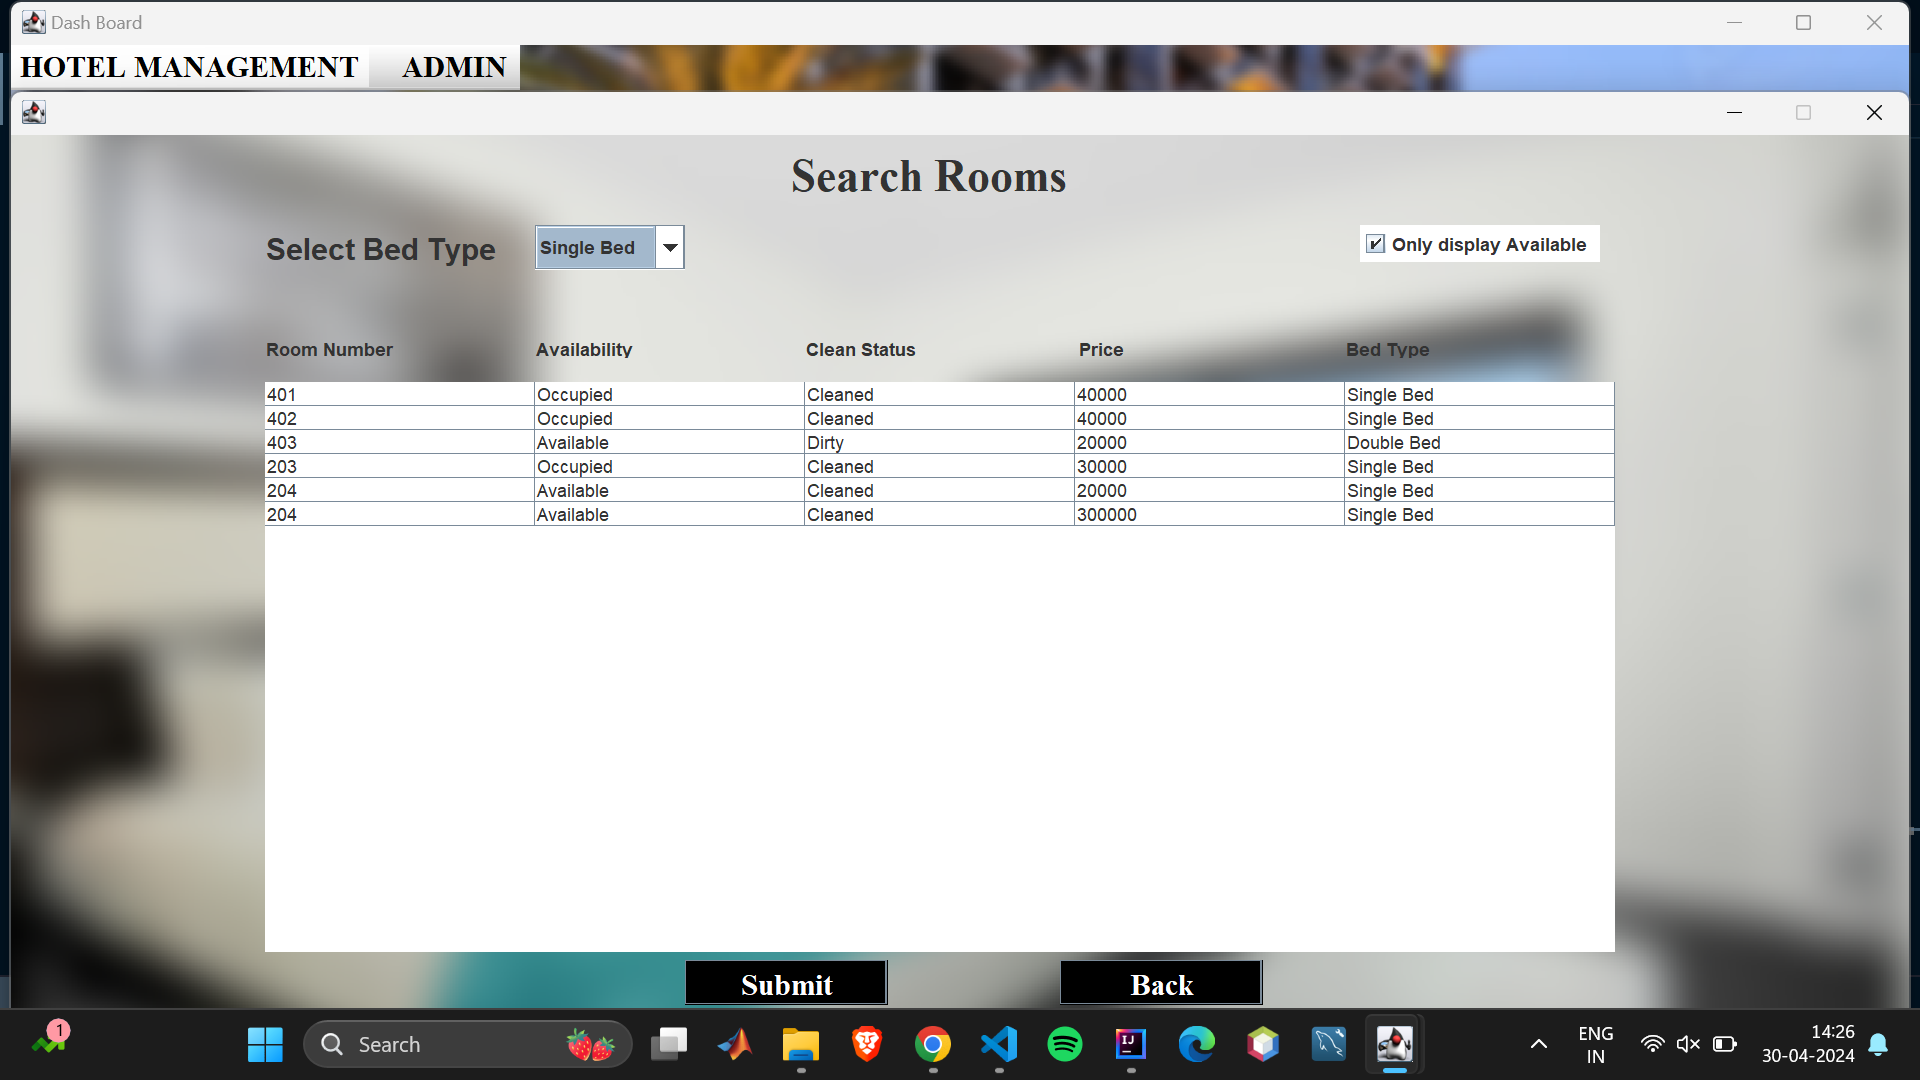 Dash Board
HOTEL MANAGEMENT ADMIN
Search Rooms
Select Bed Type Single Bed Only display Available
Room Number Availability Clean Status Price Bed Type
401 Occupied Cleaned 40000 Single Bed
402 Occupied Cleaned 40000 Single Bed
403 Available Dirty 20000 Double Bed
203 Occupied Cleaned 30000 Single Bed
204 Available Cleaned 20000 Single Bed
204 Available Cleaned 300000 Single Bed
Submit Back
1
Search
IJ
ENG
IN
14:26
30-04-2024